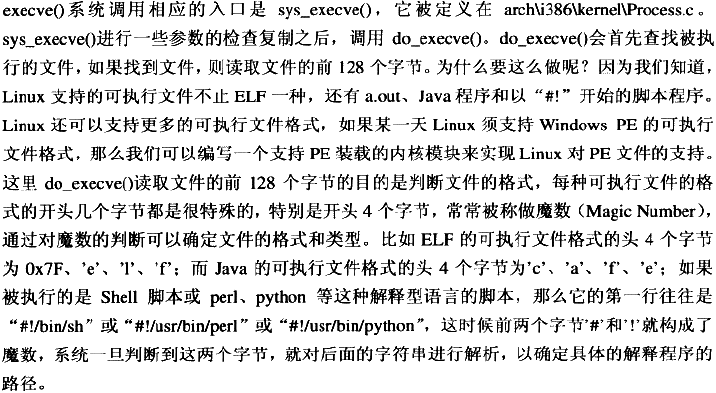 execve()系统调用相应的入口是 sys_execve()，它被定义在 arch\i386\kernel\Process.c。
sys_execve()进行一些参数的检查复制之后，调用 do_execve()。do_execve()会首先查找被执
行的文件，如果找到文件，则读取文件的前 128 个字节。为什么要这么做呢？因为我们知道，
Linux 支持的可执行文件不止 ELF 一种，还有 a.out、Java 程序和以“#!”开始的脚本程序。
Linux 还可以支持更多的可执行文件格式，如果某一天 Linux 须支持 Windows PE 的可执行
文件格式，那么我们可以编写一个支持 PE 装载的内核模块来实现 Linux 对 PE 文件的支持。
这里 do_execve()读取文件的前 128 个字节的目的是判断文件的格式，每种可执行文件的格
式的开头几个字节都是很特殊的，特别是开头 4 个字节，常常被称做魔数（Magic Number），
通过对魔数的判断可以确定文件的格式和类型。比如 ELF 的可执行文件格式的头 4 个字节
为 0x7F、’e’、’l’、’f’；而 Java 的可执行文件格式的头 4 个字节为’c’、’a’、’f’、’e’；如果
被执行的是 Shell 脚本或 perl、python 等这种解释型语言的脚本，那么它的第一行往往是
“#!/bin/sh”或“#!/usr/bin/perl”或“#!/usr/bin/python”，这时候前两个字节’#’和’!’就构成了
魔数，系统一旦判断到这两个字节，就对后面的字符串进行解析，以确定具体的解释程序的
路径。